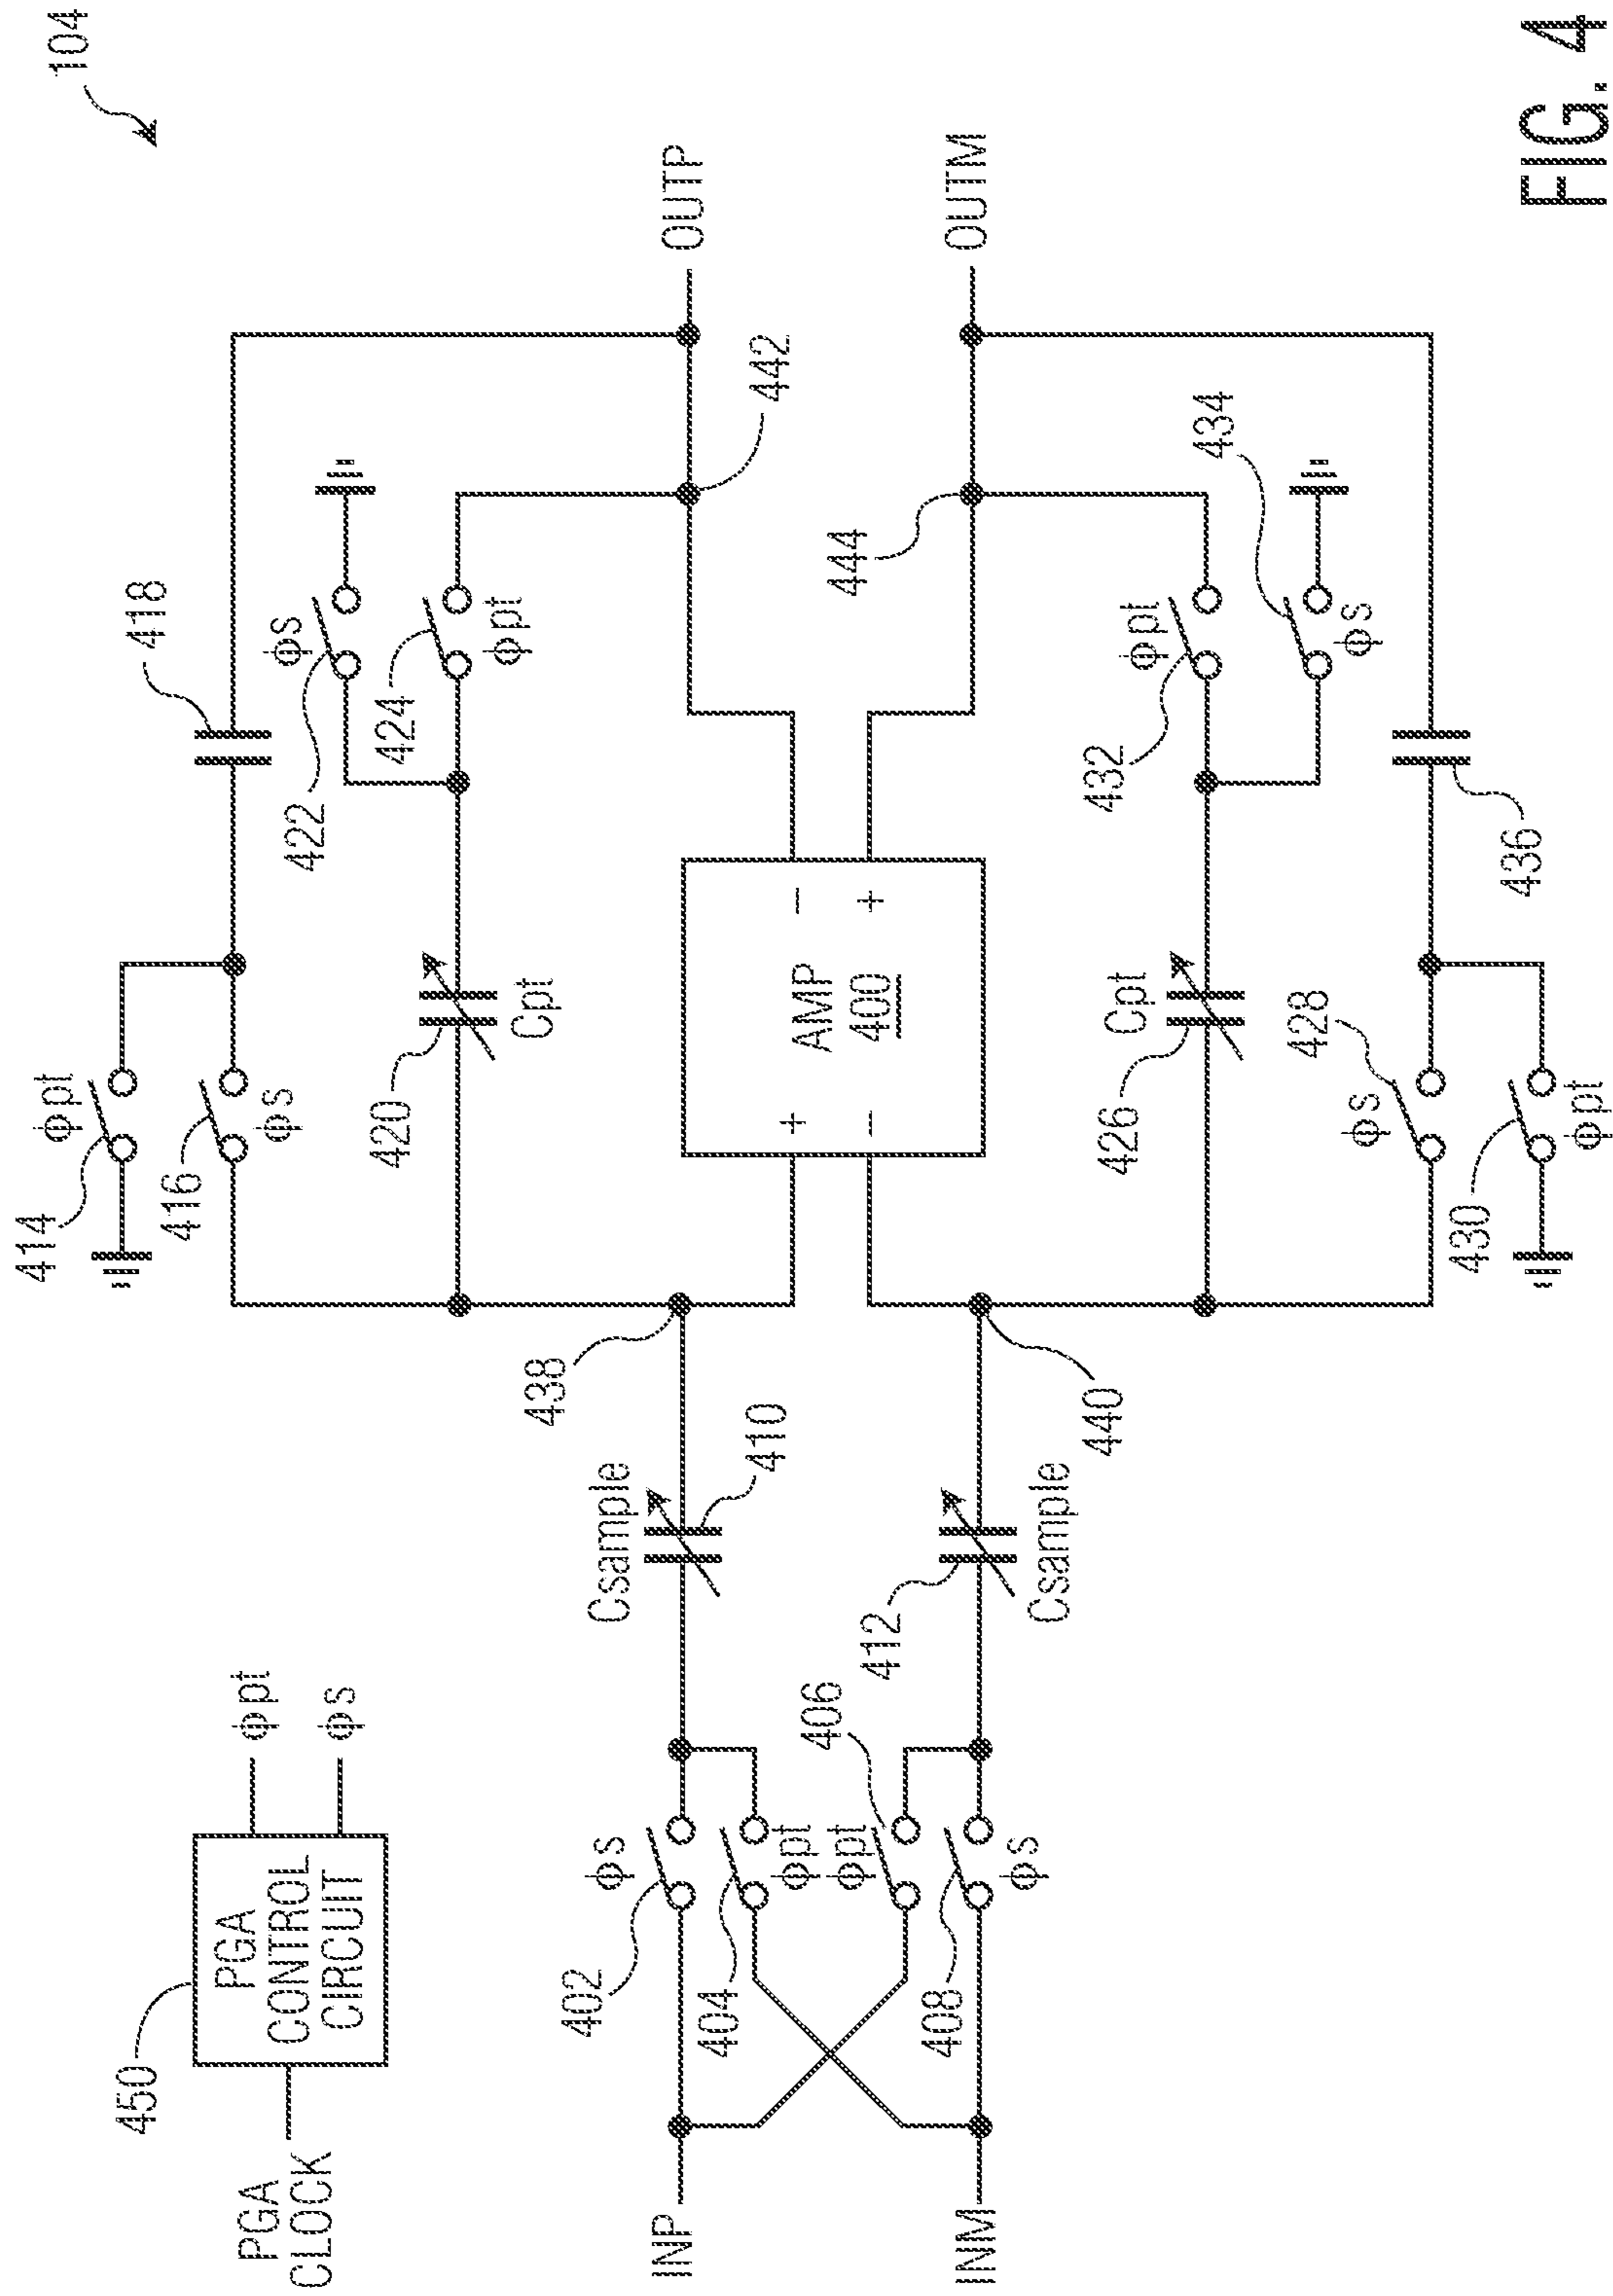 104
450
PGA
CLOCK
PGA
CONTROL
CIRCUIT
ϕpt
ϕs
414
ϕpt
416
ϕs
418
422
ϕs
424
ϕpt
420
Cpt
438
INP
402
ϕs
404
ϕpt
Csample
410
+
−
AMP
400
−
+
442
OUTP
406
ϕpt
408
ϕs
INM
412
Csample
440
444
OUTM
Cpt
426
432
ϕpt
434
ϕs
428
ϕs
430
ϕpt
436
FIG. 4